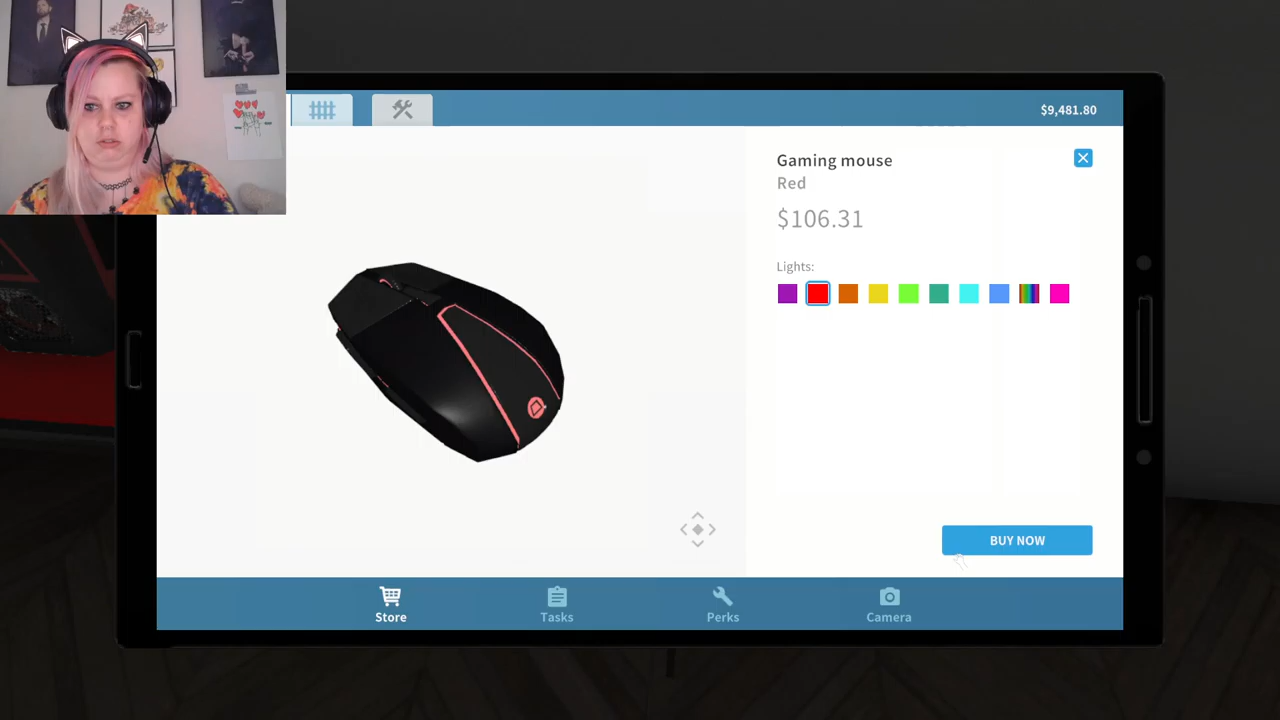 $9,481.80
Gaming mouse
Red
$106.31
Lights:
BUY NOW
Store
Tasks
Perks
Camera